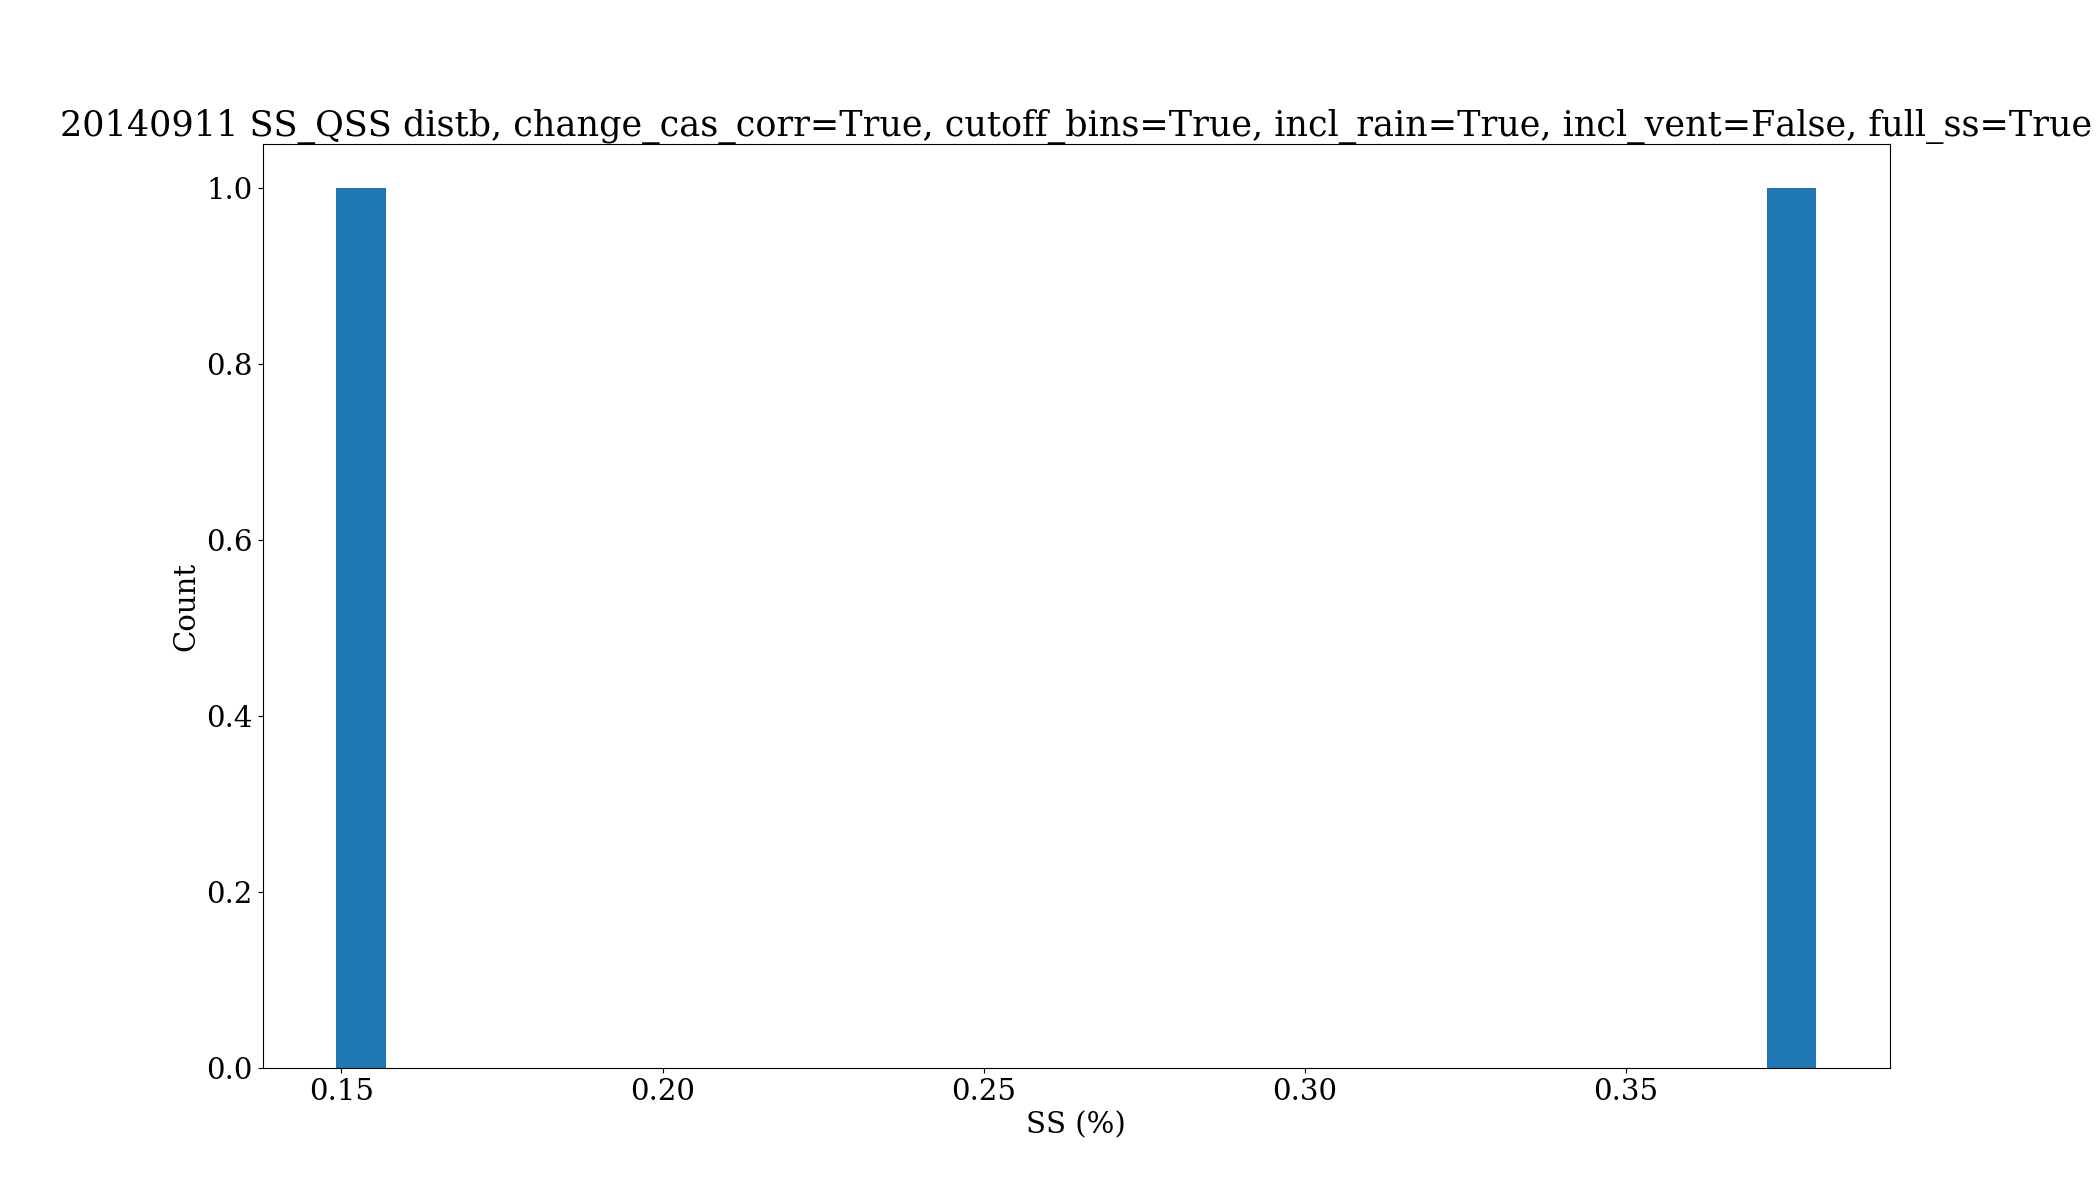 20140911 SS_QSS distb, change_cas_corr=True, cutoff_bins=True, incl_rain=True, incl_vent=False, full_ss=True
1.0
0.8
0.6
0.4
0.2
0.0
Count
0.15 0.20 0.25 0.30 0.35
SS (%)